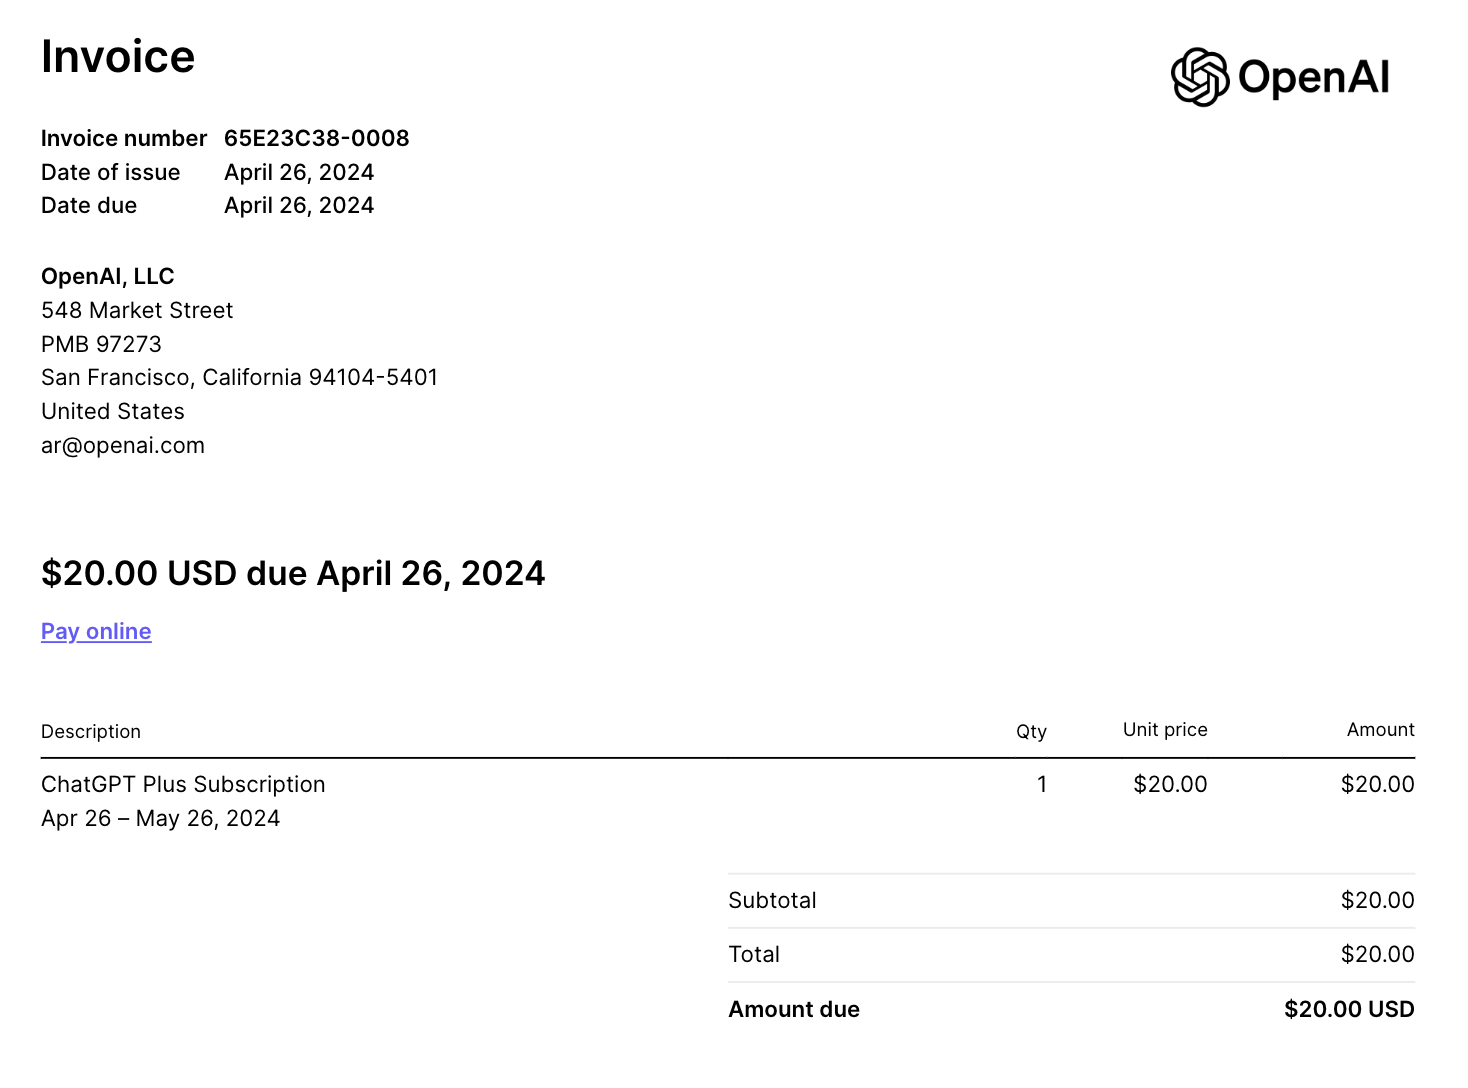 Invoice
OpenAI
Invoice number 65E23C38-0008
Date of issue April 26, 2024
Date due April 26, 2024
OpenAI, LLC
548 Market Street
PMB 97273
San Francisco, California 94104-5401
United States
ar@openai.com
$20.00 USD due April 26, 2024
Pay online
Description Qty Unit price Amount
ChatGPT Plus Subscription 1 $20.00 $20.00
Apr 26 – May 26, 2024
Subtotal $20.00
Total $20.00
Amount due $20.00 USD